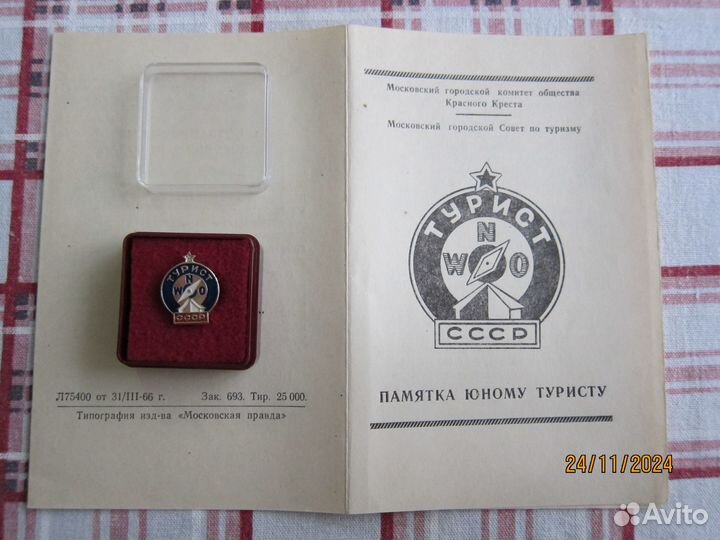 Л75400 от 31/III-66 г. Зак. 693. Тир. 25 000.
Типография изд-ва «Московская правда»
ТУРИСТ
N
W O
СССР
Московский городской комитет общества
Красного Креста
Московский городской Совет по туризму
ТУРИСТ
N
W O
СССР
ПАМЯТКА ЮНОМУ ТУРИСТУ
24/11/2024
Avito